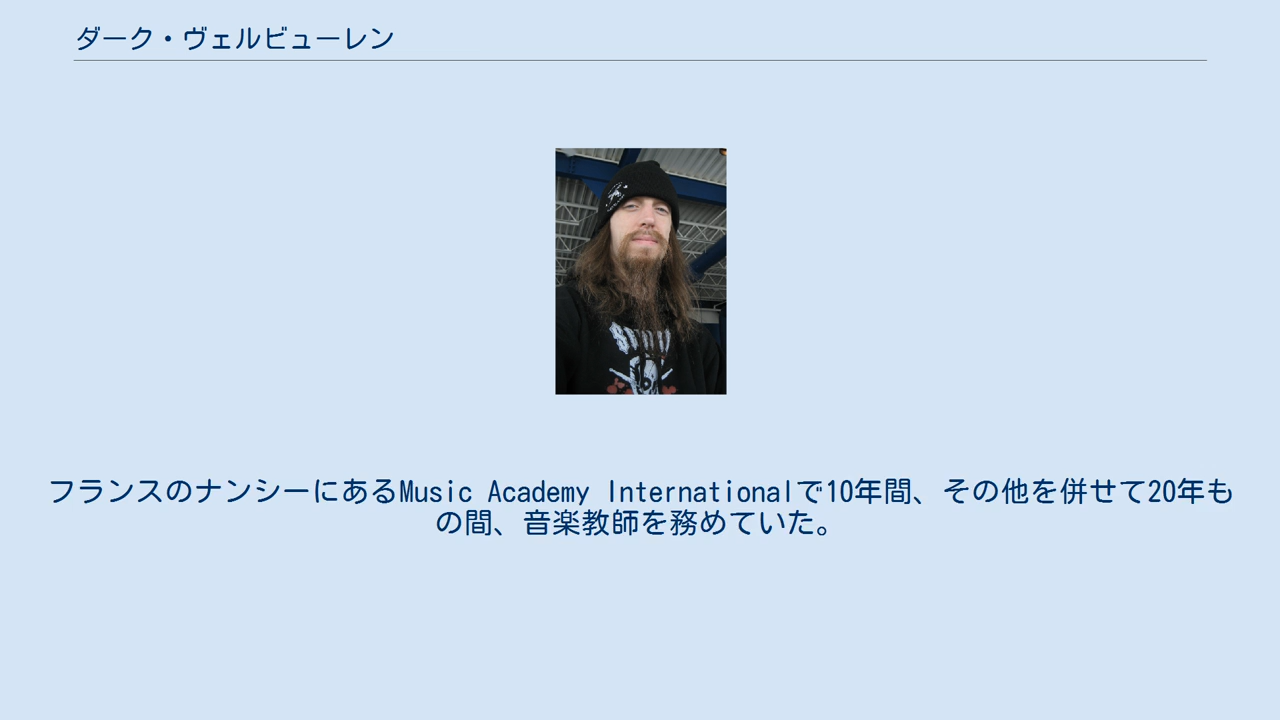 ダーク・ヴェルビューレン
フランスのナンシーにあるMusic Academy Internationalで10年間、その他を併せて20年も
の間、音楽教師を務めていた。